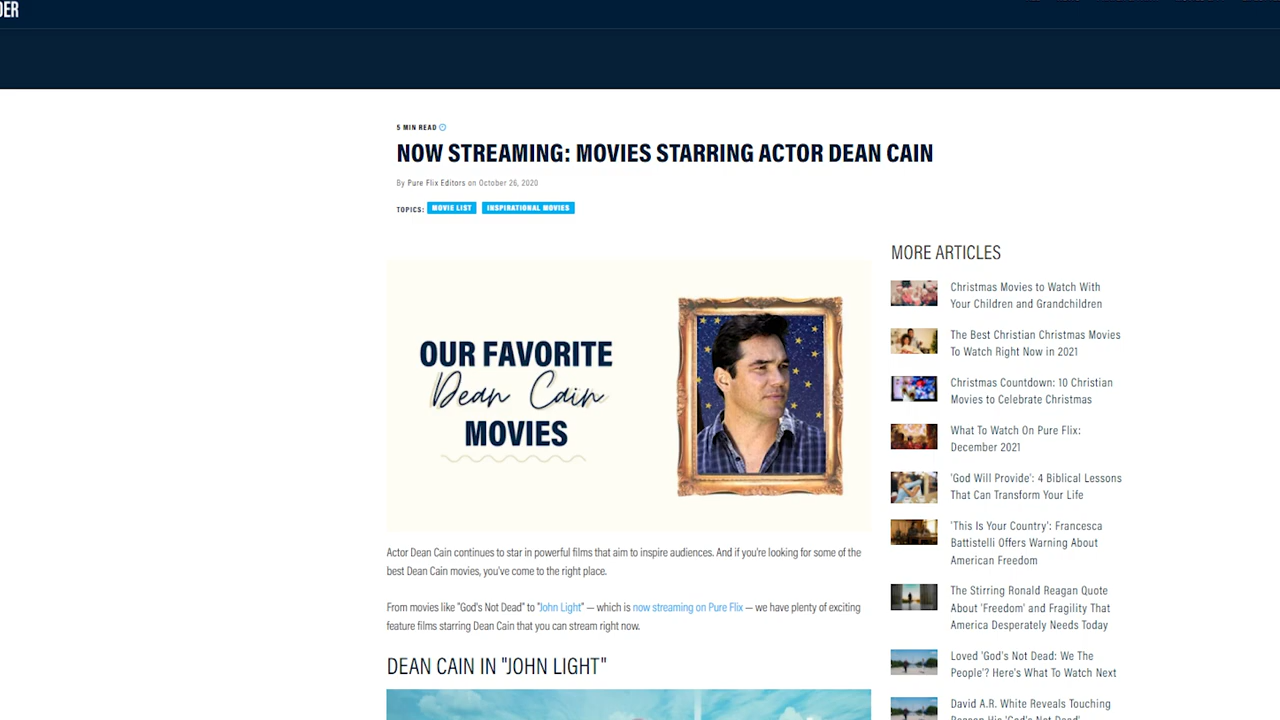 DER
5 MIN READ
NOW STREAMING: MOVIES STARRING ACTOR DEAN CAIN
By Pure Flix Editors on October 26, 2020
TOPICS: MOVIE LIST INSPIRATIONAL MOVIES
OUR FAVORITE
Dean Cain
MOVIES
Actor Dean Cain continues to star in powerful films that aim to inspire audiences. And if you're looking for some of the
best Dean Cain movies, you've come to the right place.
From movies like "God's Not Dead" to "John Light" — which is now streaming on Pure Flix — we have plenty of exciting
feature films starring Dean Cain that you can stream right now.
DEAN CAIN IN "JOHN LIGHT"
MORE ARTICLES
Christmas Movies to Watch With
Your Children and Grandchildren
The Best Christian Christmas Movies
To Watch Right Now in 2021
Christmas Countdown: 10 Christian
Movies to Celebrate Christmas
What To Watch On Pure Flix:
December 2021
'God Will Provide': 4 Biblical Lessons
That Can Transform Your Life
'This Is Your Country': Francesca
Battistelli Offers Warning About
American Freedom
The Stirring Ronald Reagan Quote
About 'Freedom' and Fragility That
America Desperately Needs Today
Loved 'God's Not Dead: We The
People'? Here's What To Watch Next
David A.R. White Reveals Touching
Reason His 'God's Not Dead'